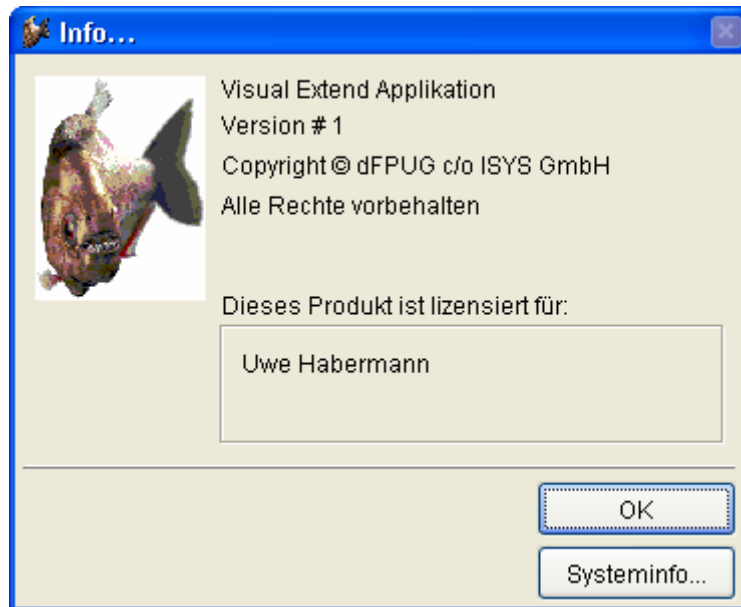 Info...
Visual Extend Applikation
Version # 1
Copyright © dFPUG c/o ISYS GmbH
Alle Rechte vorbehalten
Dieses Produkt ist lizensiert für:
Uwe Habermann
OK
Systeminfo...